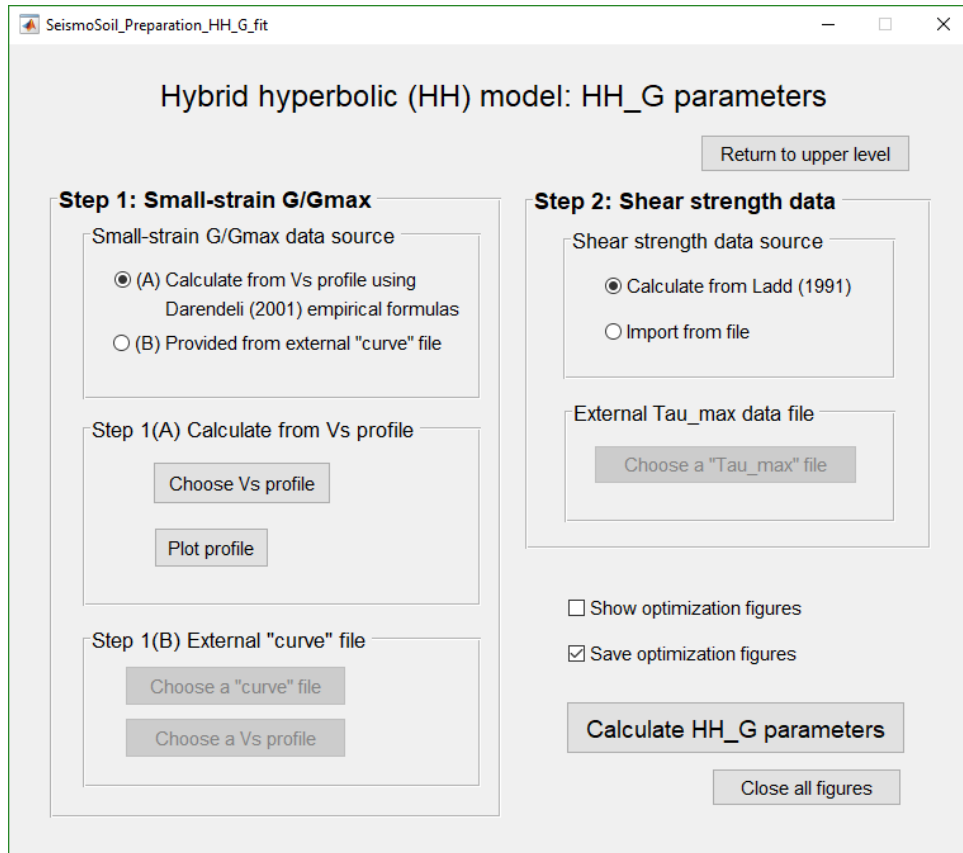 SeismoSoil_Preparation_HH_G_fit
Hybrid hyperbolic (HH) model: HH_G parameters
Return to upper level
Step 1: Small-strain G/Gmax
Small-strain G/Gmax data source
(A) Calculate from Vs profile using
Darendeli (2001) empirical formulas
(B) Provided from external "curve" file
Step 1(A) Calculate from Vs profile
Choose Vs profile
Plot profile
Step 1(B) External "curve" file
Choose a "curve" file
Choose a Vs profile
Step 2: Shear strength data
Shear strength data source
Calculate from Ladd (1991)
Import from file
External Tau_max data file
Choose a "Tau_max" file
Show optimization figures
Save optimization figures
Calculate HH_G parameters
Close all figures